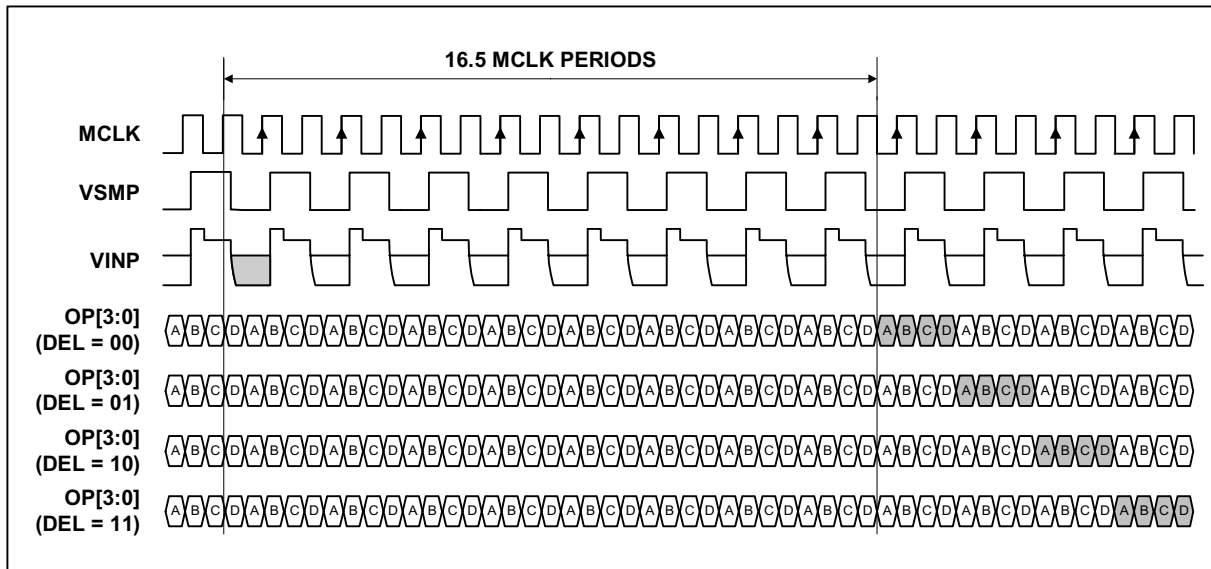 16.5 MCLK PERIODS
MCLK
VSMP
VINP
OP[3:0]
(DEL = 00)
A B C D A B C D A B C D A B C D A B C D A B C D A B C D A B C D A B C D A B C D A B C D A B C D A B C D
OP[3:0]
(DEL = 01)
A B C D A B C D A B C D A B C D A B C D A B C D A B C D A B C D A B C D A B C D A B C D A B C D A B C D
OP[3:0]
(DEL = 10)
A B C D A B C D A B C D A B C D A B C D A B C D A B C D A B C D A B C D A B C D A B C D A B C D A B C D
OP[3:0]
(DEL = 11)
A B C D A B C D A B C D A B C D A B C D A B C D A B C D A B C D A B C D A B C D A B C D A B C D A B C D